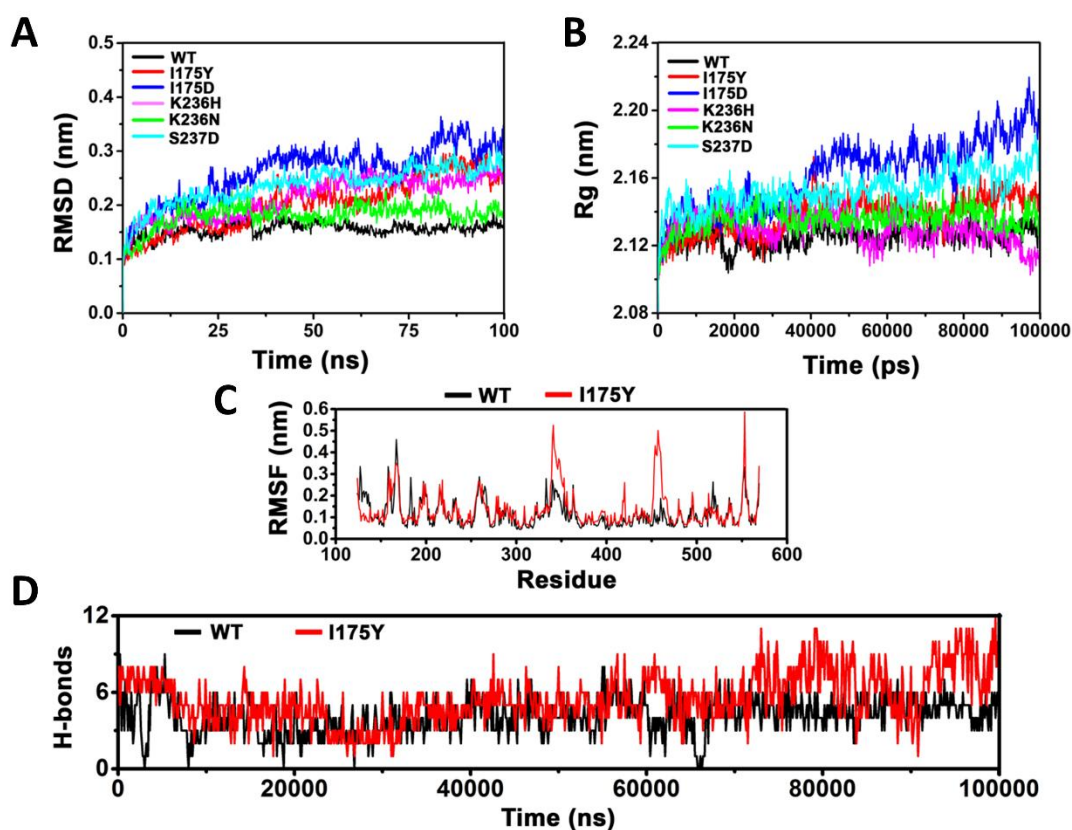 A
RMSD (nm)
0.5
0.4
0.3
0.2
0.1
0.0
WT
I175Y
I175D
K236H
K236N
S237D
0 25 50 75 100
Time (ns)
B
Rg (nm)
2.24
2.20
2.16
2.12
2.08
WT
I175Y
I175D
K236H
K236N
S237D
0 20000 40000 60000 80000 100000
Time (ps)
C
WT I175Y
RMSF (nm)
0.6
0.5
0.4
0.3
0.2
0.1
0.0
100 200 300 400 500 600
Residue
D
H-bonds
12
6
0
WT I175Y
0 20000 40000 60000 80000 100000
Time (ns)